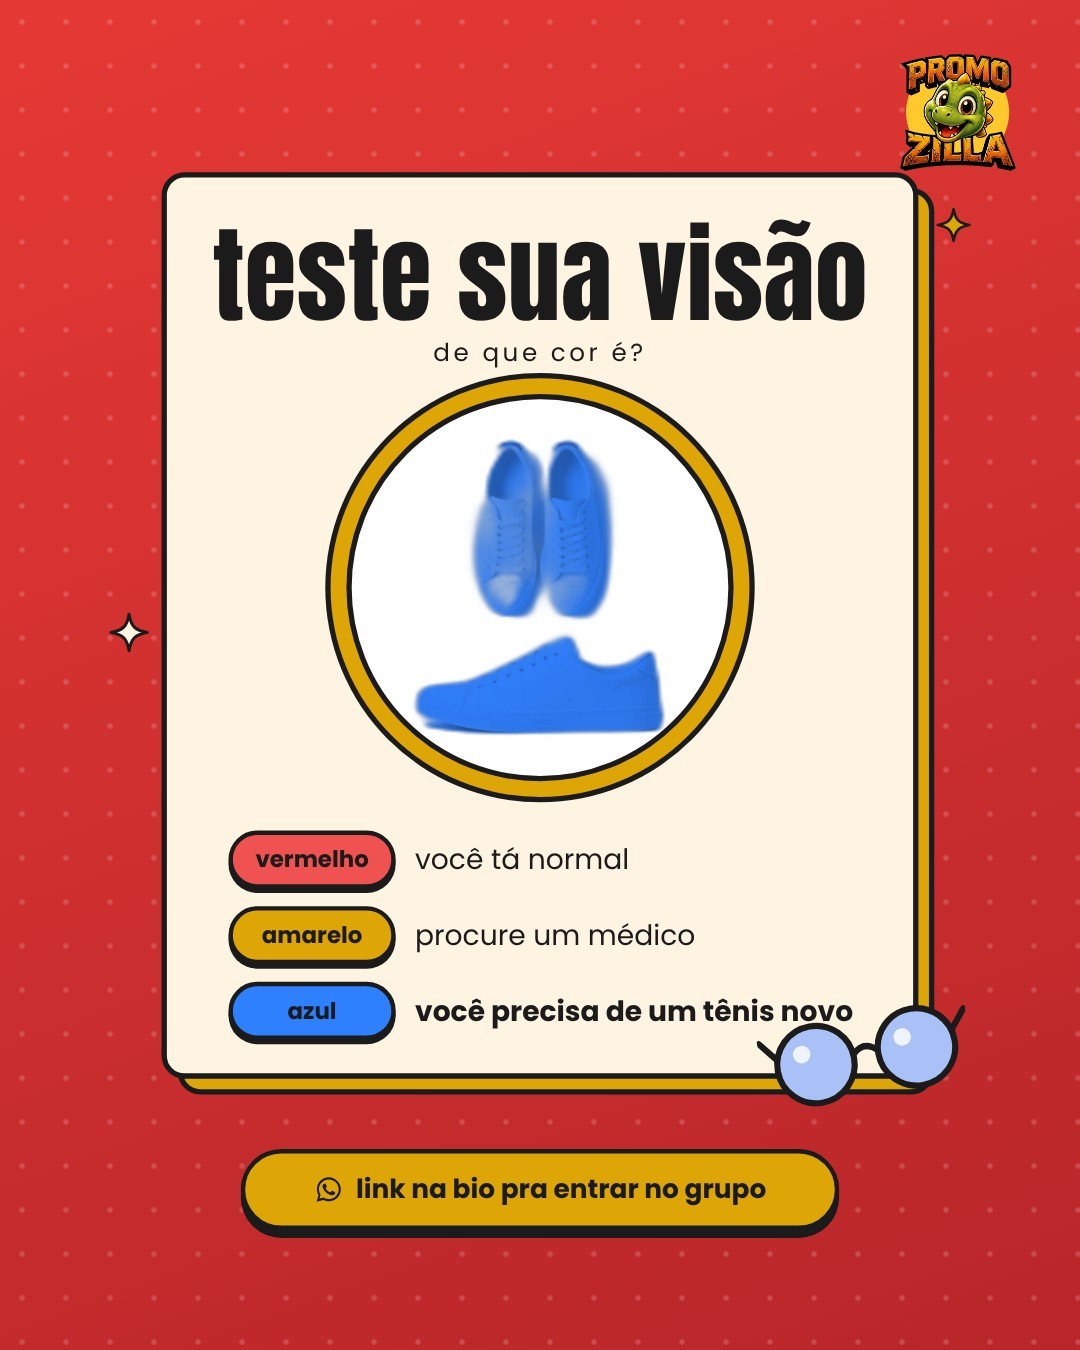 PROMO
ZILLA
teste sua visão
de que cor é?
vermelho você tá normal
amarelo procure um médico
azul você precisa de um tênis novo
link na bio pra entrar no grupo